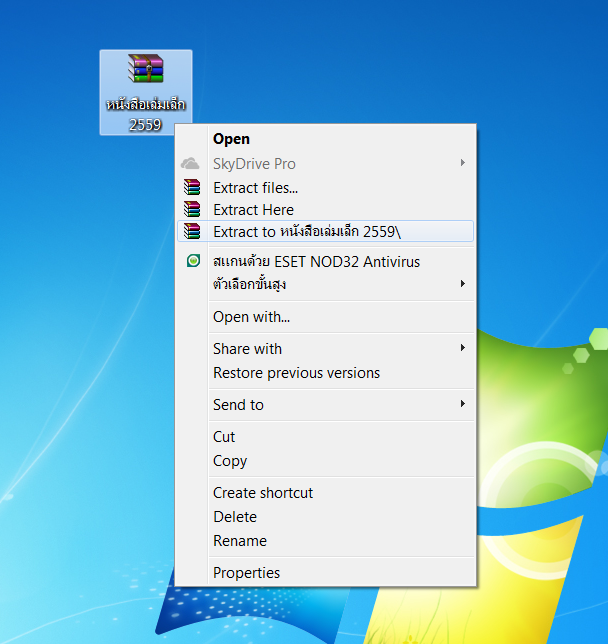 หนังสือเล่มเล็ก
2559
Open
SkyDrive Pro
Extract files...
Extract Here
Extract to หนังสือเล่มเล็ก 2559\
สแกนด้วย ESET NOD32 Antivirus
ตัวเลือกขั้นสูง
Open with...
Share with
Restore previous versions
Send to
Cut
Copy
Create shortcut
Delete
Rename
Properties